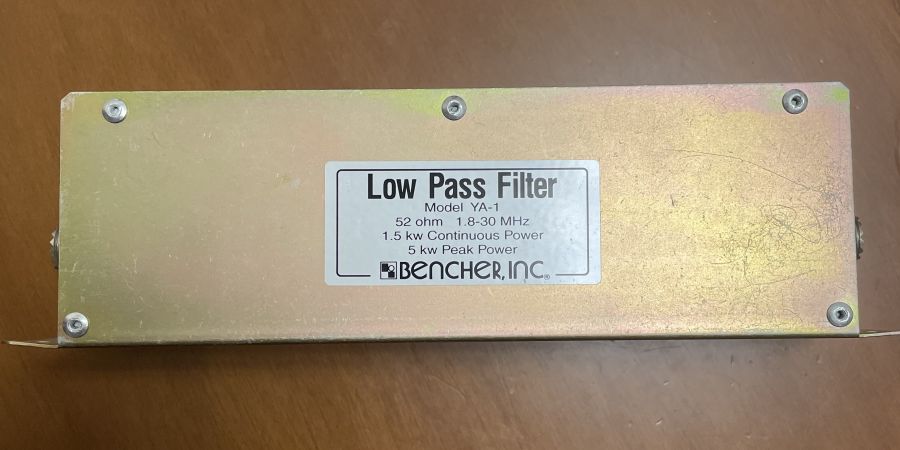 Low Pass Filter
Model YA-1
52 ohm 1.8-30 MHz
1.5 kw Continuous Power
5 kw Peak Power
BENCHER, INC.®